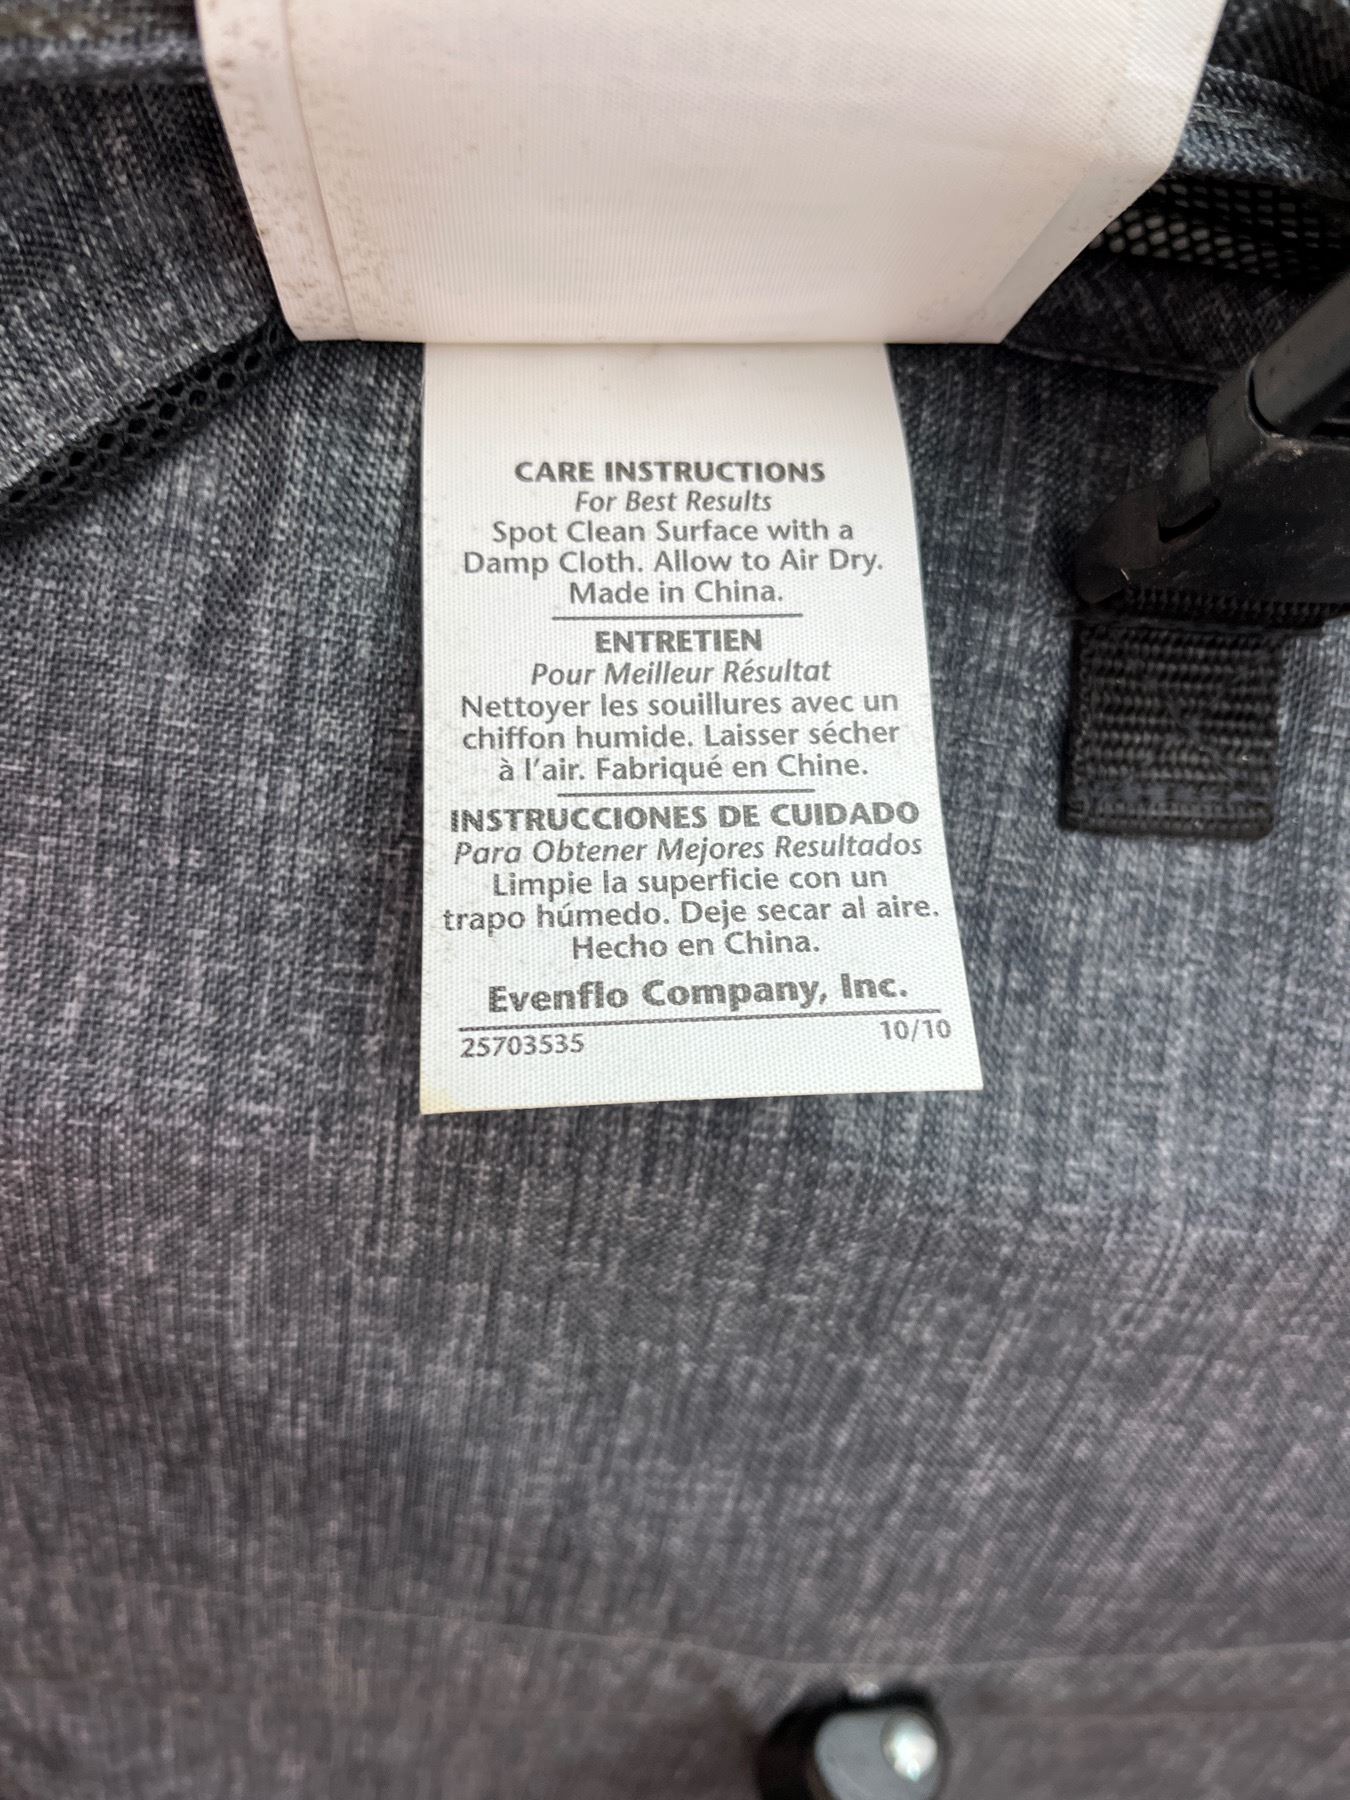 CARE INSTRUCTIONS
For Best Results
Spot Clean Surface with a
Damp Cloth. Allow to Air Dry.
Made in China.
ENTRETIEN
Pour Meilleur Résultat
Nettoyer les souillures avec un
chiffon humide. Laisser sécher
à l'air. Fabriqué en Chine.
INSTRUCCIONES DE CUIDADO
Para Obtener Mejores Resultados
Limpie la superficie con un
trapo húmedo. Deje secar al aire.
Hecho en China.
Evenflo Company, Inc.
25703535 10/10